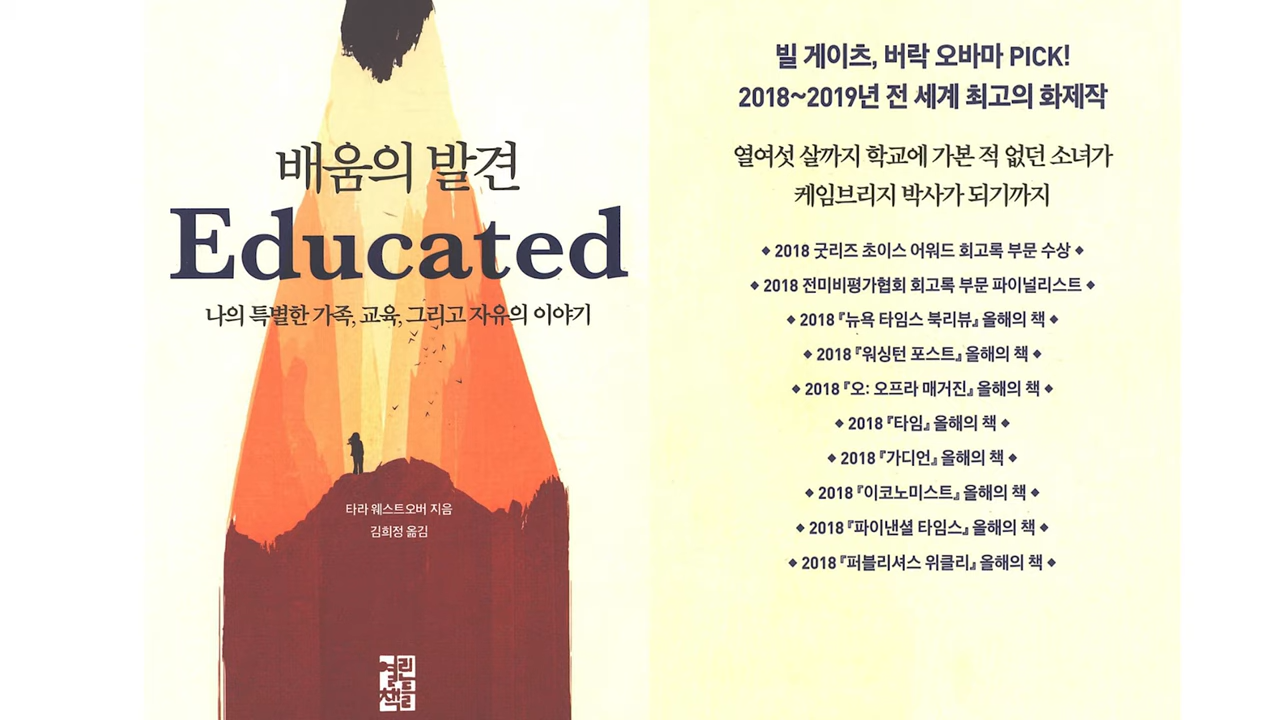 배움의 발견
Educated
나의 특별한 가족, 교육, 그리고 자유의 이야기
타라 웨스트오버 지음
김희정 옮김
열린책들
빌 게이츠, 버락 오바마 PICK!
2018~2019년 전 세계 최고의 화제작
열여섯 살까지 학교에 가본 적 없던 소녀가
케임브리지 박사가 되기까지
◆ 2018 굿리즈 초이스 어워드 회고록 부문 수상 ◆
◆ 2018 전미비평가협회 회고록 부문 파이널리스트 ◆
◆ 2018 『뉴욕 타임스 북리뷰』 올해의 책 ◆
◆ 2018 『워싱턴 포스트』 올해의 책 ◆
◆ 2018 『오: 오프라 매거진』 올해의 책 ◆
◆ 2018 『타임』 올해의 책 ◆
◆ 2018 『가디언』 올해의 책 ◆
◆ 2018 『이코노미스트』 올해의 책 ◆
◆ 2018 『파이낸셜 타임스』 올해의 책 ◆
◆ 2018 『퍼블리셔스 위클리』 올해의 책 ◆